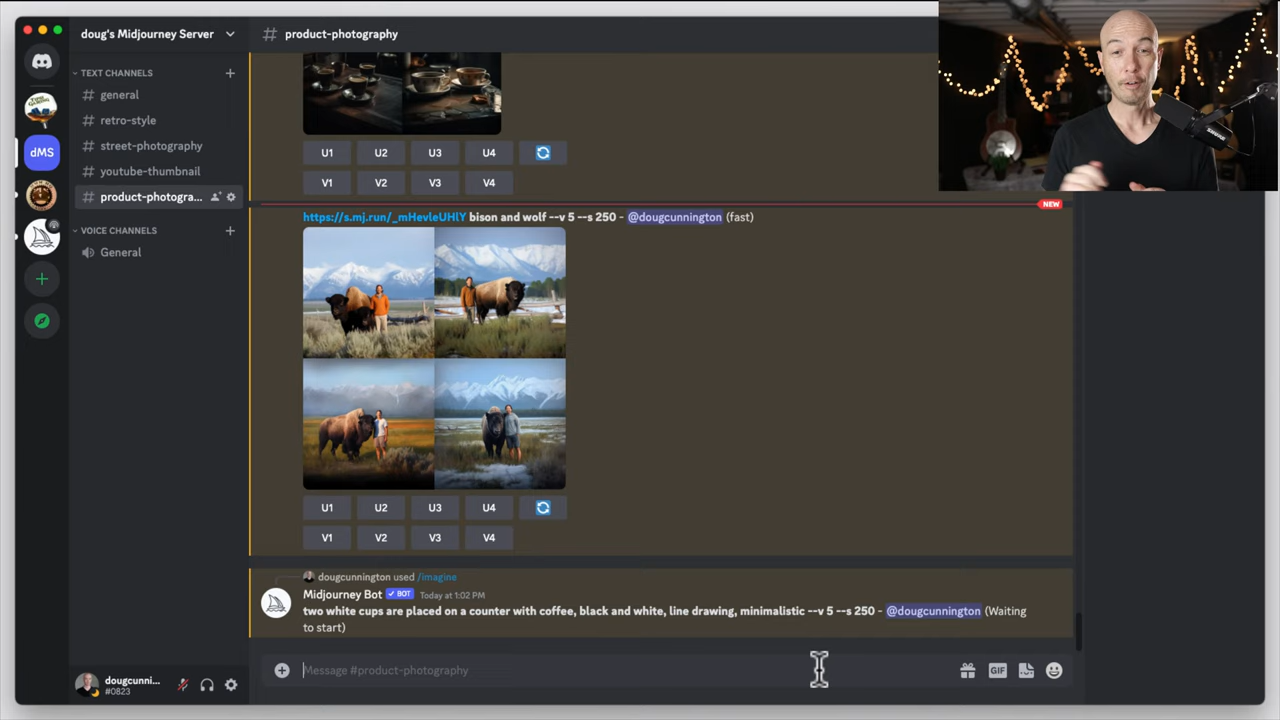 doug's Midjourney Server
# product-photography
TEXT CHANNELS
# general
# retro-style
# street-photography
# youtube-thumbnail
# product-photogra...
VOICE CHANNELS
General
dMS
U1 U2 U3 U4
V1 V2 V3 V4
NEW
https://s.mj.run/_mHevleUHlY bison and wolf --v 5 --s 250 - @dougcunnington (fast)
U1 U2 U3 U4
V1 V2 V3 V4
dougcunnington used /imagine
Midjourney Bot ✓ BOT Today at 1:02 PM
two white cups are placed on a counter with coffee, black and white, line drawing, minimalistic --v 5 --s 250 - @dougcunnington (Waiting
to start)
Message #product-photography
GIF
dougcunni...
#0823
SHURE